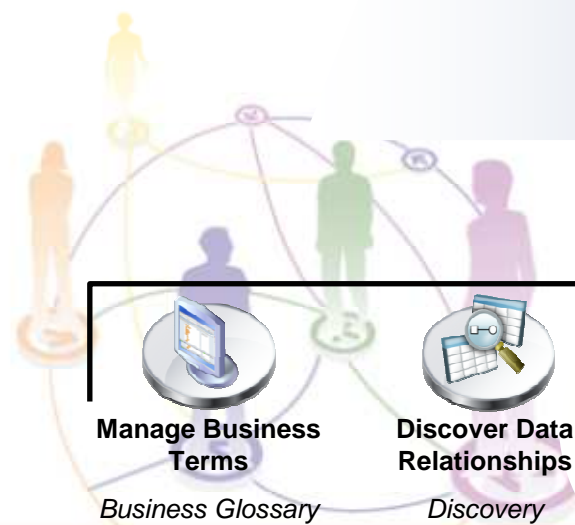 Manage Business Discover Data
Terms Relationships
Business Glossary Discovery